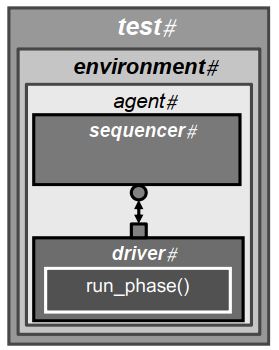 test#
environment#
agent#
sequencer#
driver#
run_phase()